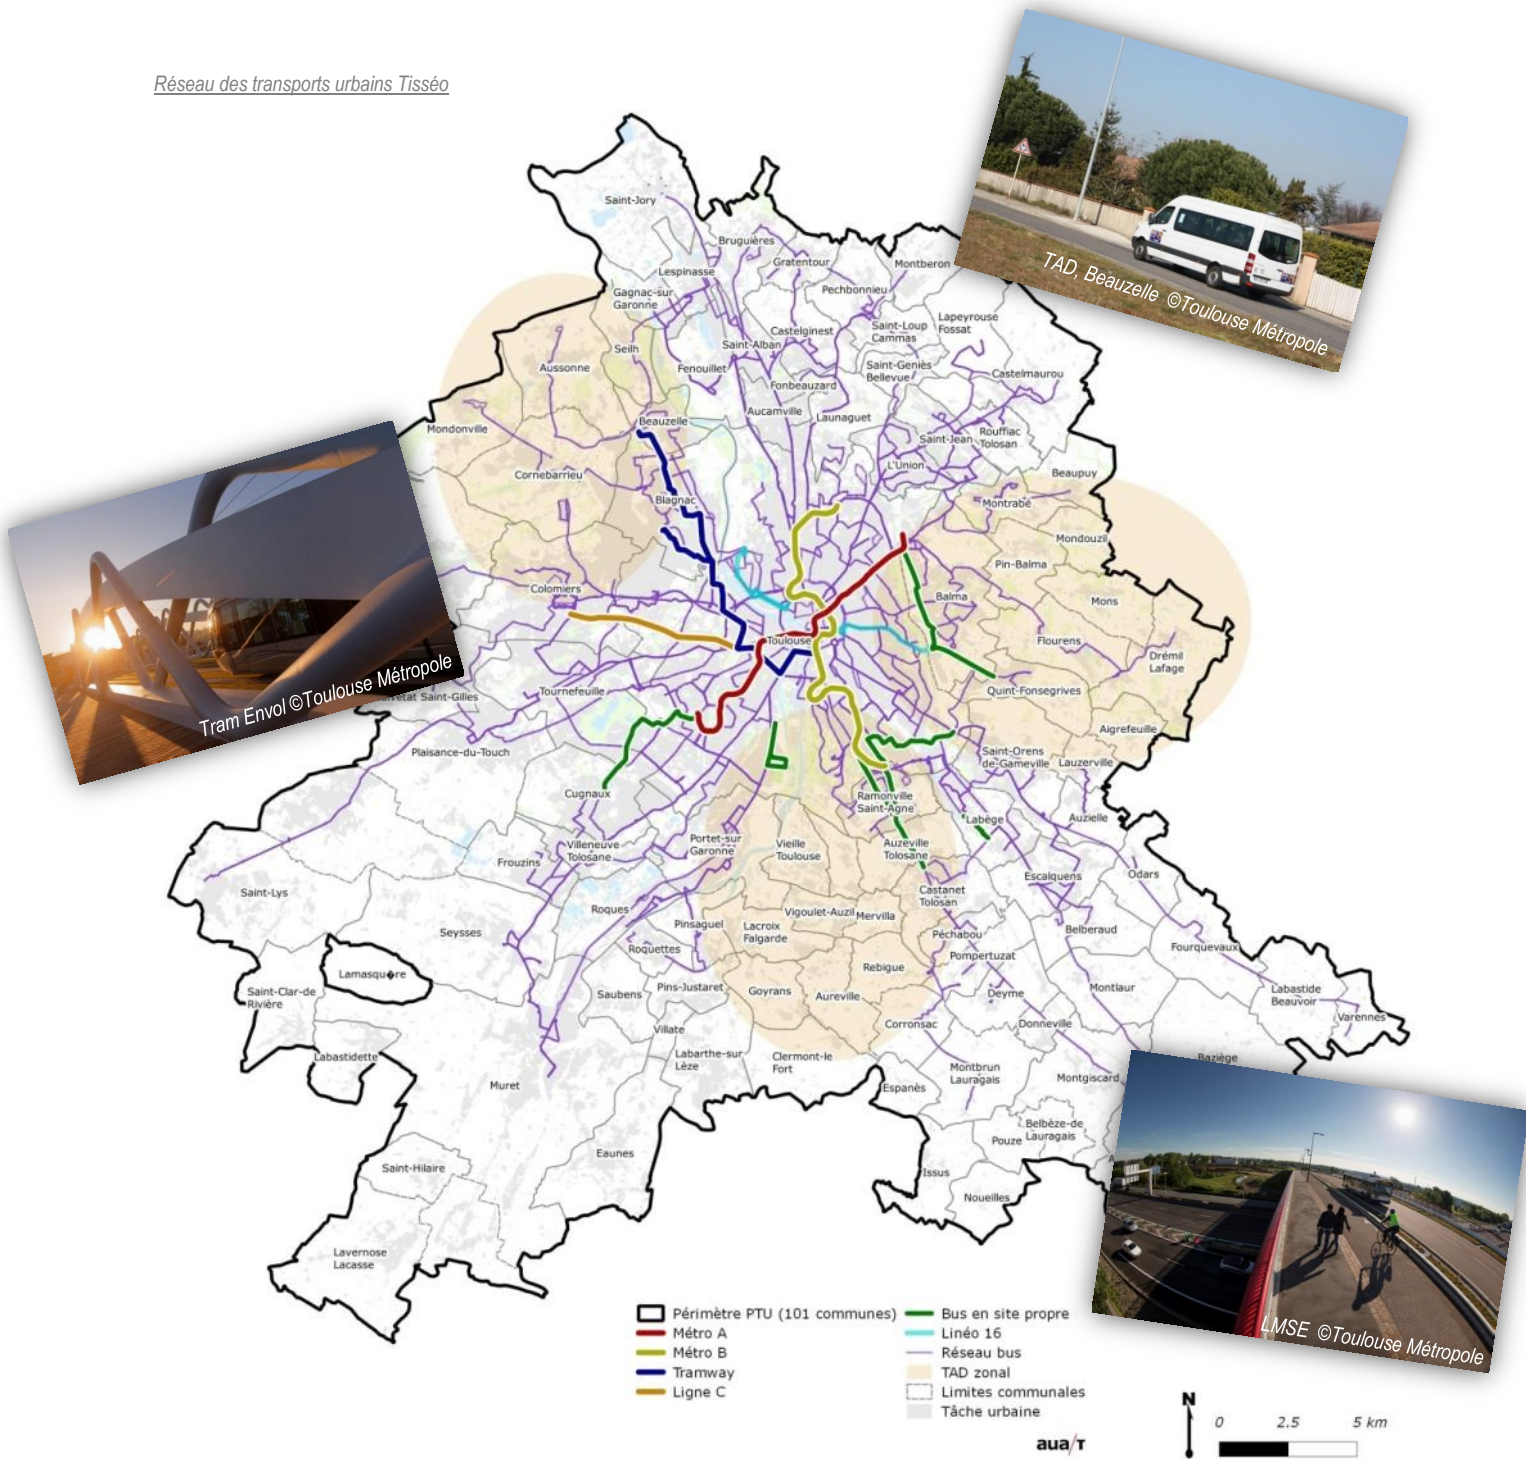 Réseau des transports urbains Tisséo
TAD, Beauzelle ©Toulouse Métropole
Saint-Jory
Bruguières
Gratentour
Montberon
Lespinasse
Pechbonnieu
Gagnac-sur
Garonne
Saint-Loup
Cammas
Lapeyrouse
Fossat
Castelginest
Saint-Alban
Seilh
Aussonne
Fenouillet
Saint-Geniès
Bellevue
Castelmaurou
Fonbeauzard
Aucamville
Launaguet
Beauzelle
Mondonville
Saint-Jean
Rouffiac
Tolosan
L'Union
Beaupuy
Cornebarrieu
Blagnac
Montrabé
Mondouzil
Pin-Balma
Colomiers
Balma
Mons
Toulouse
Flourens
Drémil
Lafage
Tram Envol ©Toulouse Métropole
vetat Saint-Gilles
Tournefeuille
Quint-Fonsegrives
Aigrefeuille
Plaisance-du-Touch
Saint-Orens
de-Gameville
Lauzerville
Cugnaux
Ramonville
Saint-Agne
Labège
Auzielle
Villeneuve
Tolosane
Portet-sur
Garonne
Vieille
Toulouse
Auzeville
Tolosane
Frouzins
Escalquens
Odars
Saint-Lys
Castanet
Tolosan
Roques
Vigoulet-Auzil
Mervilla
Pinsaguel
Lacroix
Falgarde
Seysses
Péchabou
Belberaud
Fourquevaux
Roquettes
Pompertuzat
Lamasqu�re
Rebigue
Saint-Clar-de
Rivière
Saubens
Pins-Justaret
Goyrans
Aureville
Deyme
Montlaur
Labastide
Beauvoir
Varennes
Villate
Corronsac
Donneville
Labastidette
Labarthe-sur
Lèze
Clermont-le
Fort
Baziège
Muret
Espanès
Montbrun
Lauragais
Montgiscard
Belbèze-de
Lauragais
Pouze
Eaunes
Saint-Hilaire
Issus
Noueilles
Lavernose
Lacasse
LMSE ©Toulouse Métropole
Périmètre PTU (101 communes)
Métro A
Métro B
Tramway
Ligne C
Bus en site propre
Linéo 16
Réseau bus
TAD zonal
Limites communales
Tâche urbaine
aua/T
N
0 2.5 5 km